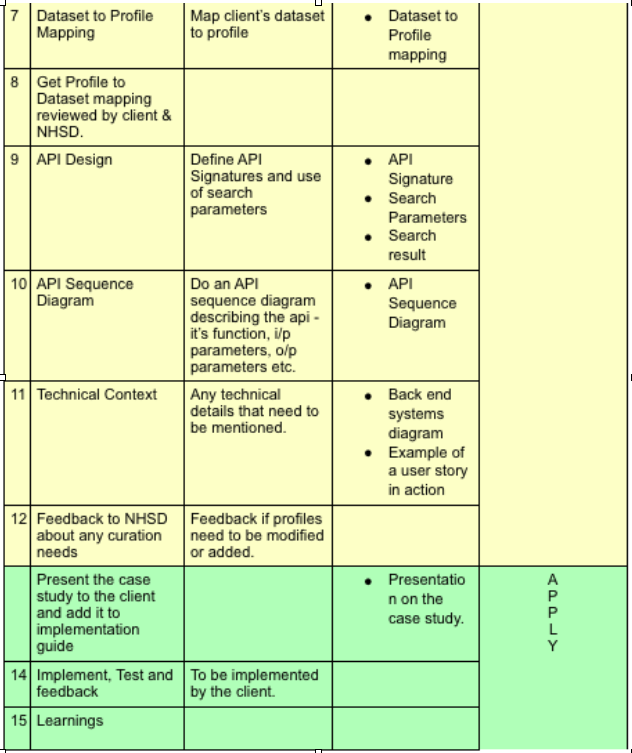 7
Dataset to Profile
Mapping
Map client's dataset
to profile
● Dataset to
Profile
mapping
8
Get Profile to
Dataset mapping
reviewed by client &
NHSD.
9
API Design
Define API
Signatures and use
of search
parameters
● API
Signature
● Search
Parameters
● Search
result
10
API Sequence
Diagram
Do an API
sequence diagram
describing the api -
it's function, i/p
parameters, o/p
parameters etc.
● API
Sequence
Diagram
11
Technical Context
Any technical
details that need to
be mentioned.
● Back end
systems
diagram
● Example of
a user story
in action
12
Feedback to NHSD
about any curation
needs
Feedback if profiles
need to be modified
or added.
Present the case
study to the client
and add it to
implementation
guide
● Presentatio
n on the
case study.
A
P
P
L
Y
14
Implement, Test and
feedback
To be implemented
by the client.
15
Learnings